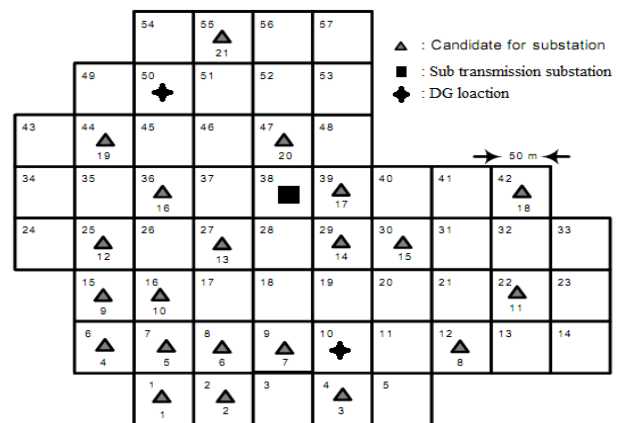 54 55 56 57
21
: Candidate for substation
: Sub transmission substation
: DG loaction
49 50 51 52 53
43 44 45 46 47 48
19 20
50 m
34 35 36 37 38 39 40 41 42
16 17 18
24 25 26 27 28 29 30 31 32 33
12 13 14 15
15 16 17 18 19 20 21 22 23
9 10 11
6 7 8 9 10 11 12 13 14
4 5 6 7 8
1 2 3 4 5
1 2 3